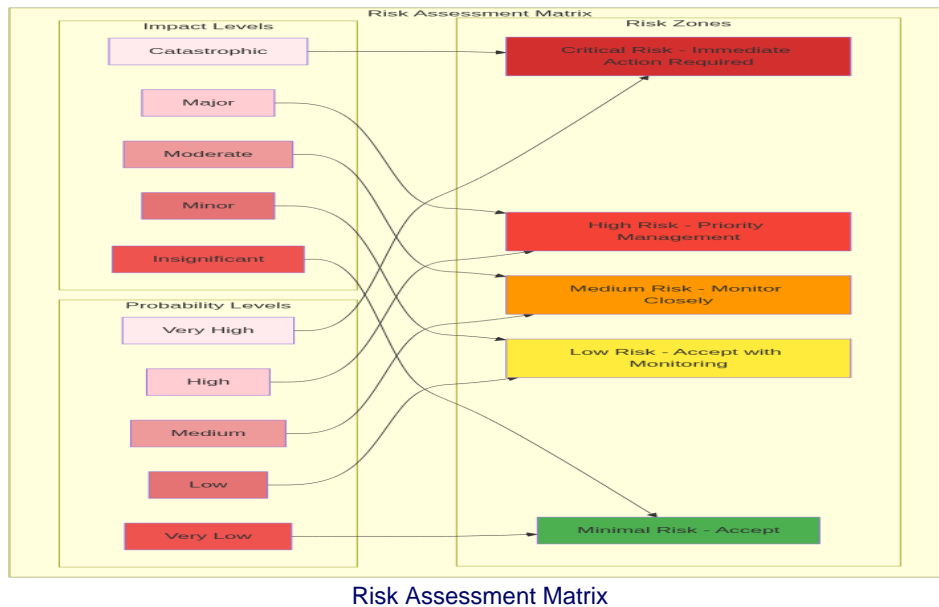 Risk Assessment Matrix
Impact Levels
Catastrophic
Major
Moderate
Minor
Insignificant
Probability Levels
Very High
High
Medium
Low
Very Low
Risk Zones
Critical Risk - Immediate
Action Required
High Risk - Priority
Management
Medium Risk - Monitor
Closely
Low Risk - Accept with
Monitoring
Minimal Risk - Accept
Risk Assessment Matrix